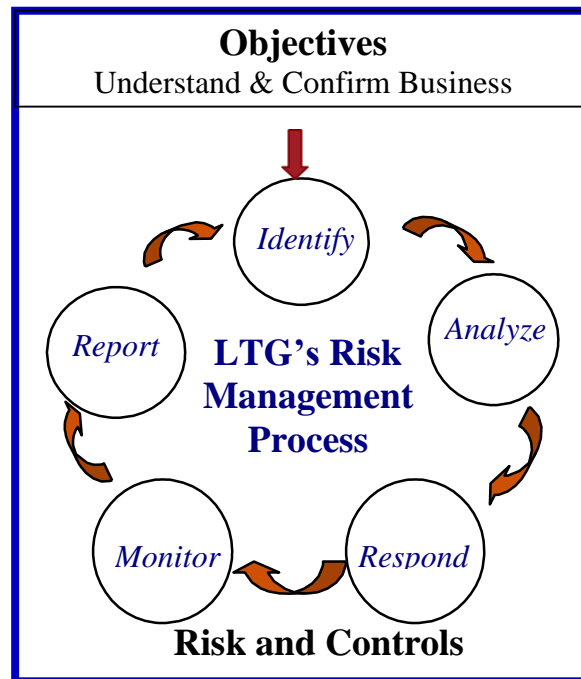 Objectives
Understand & Confirm Business
Identify
Analyze
Report
LTG’s Risk
Management
Process
Monitor
Respond
Risk and Controls